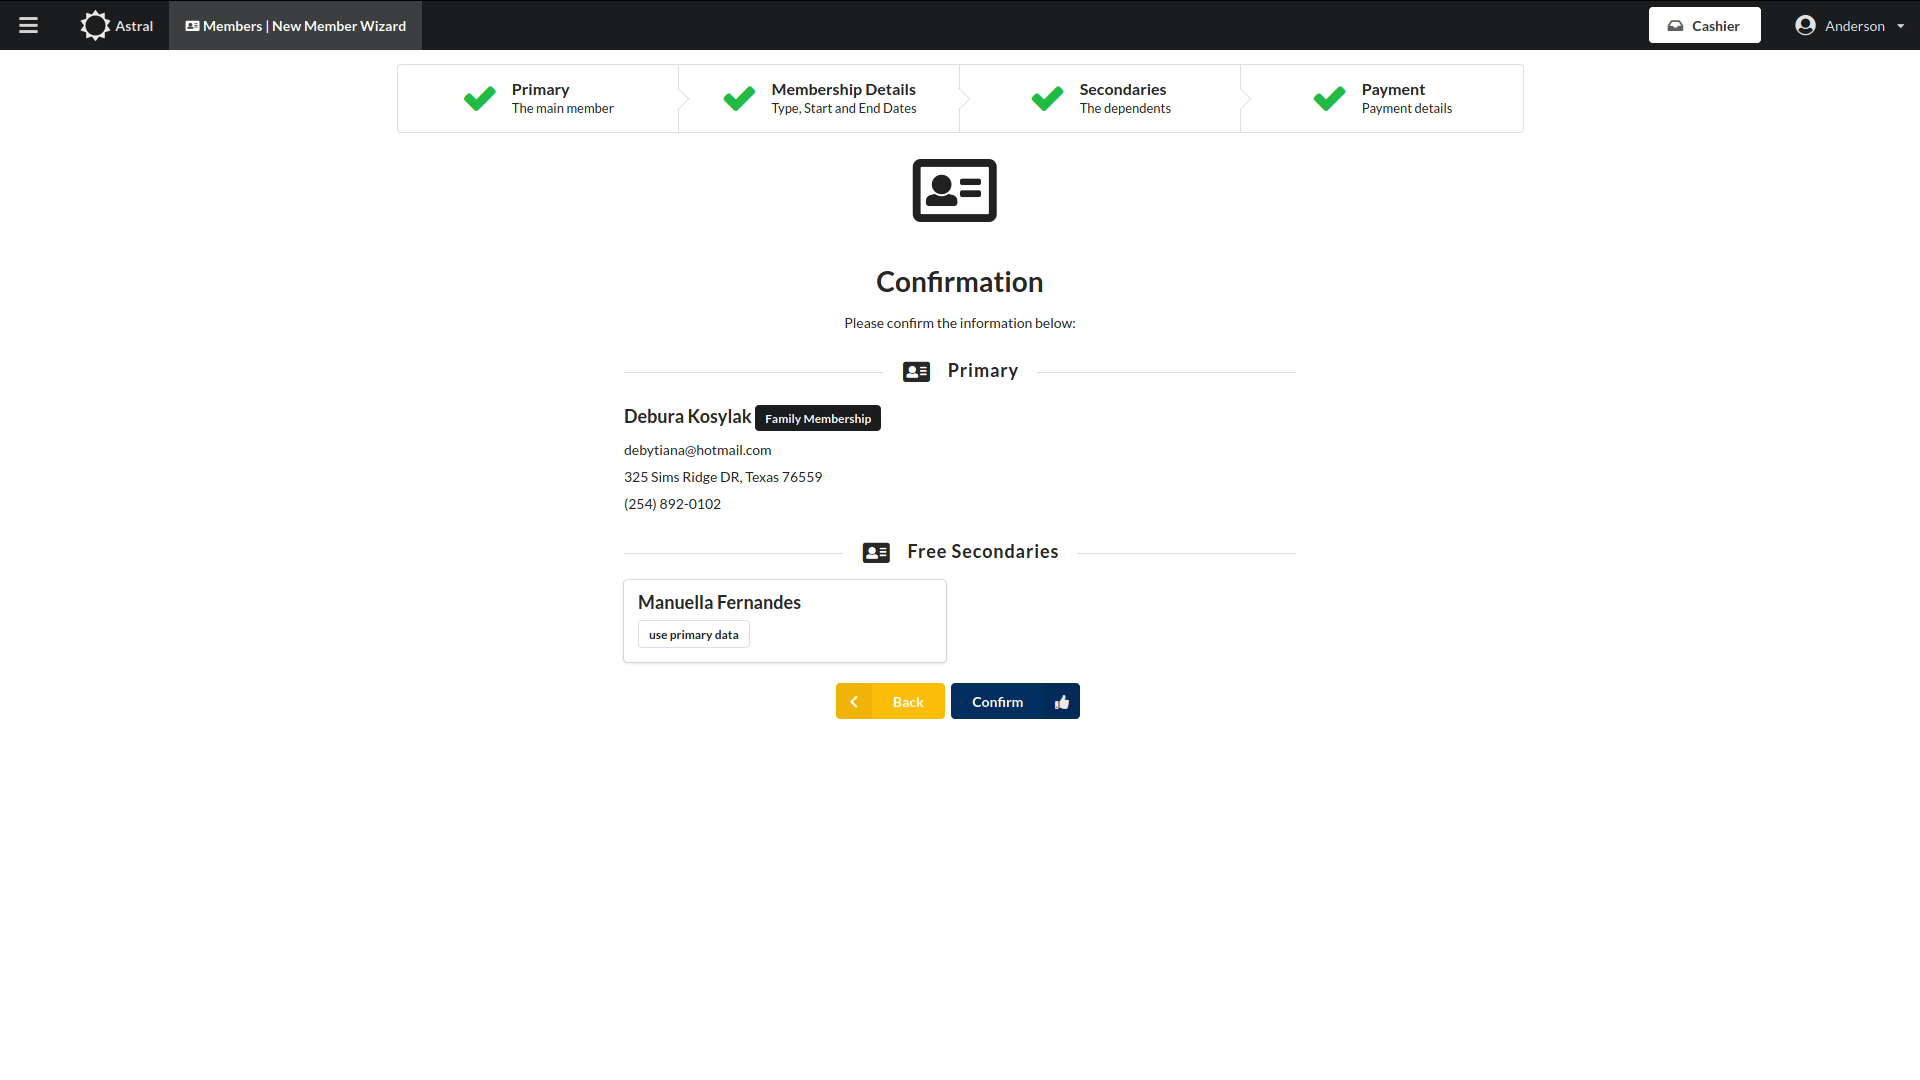 Astral
Members | New Member Wizard
Cashier
Anderson
Primary
The main member
Membership Details
Type, Start and End Dates
Secondaries
The dependents
Payment
Payment details
Confirmation
Please confirm the information below:
Primary
Debura Kosylak Family Membership
debytiana@hotmail.com
325 Sims Ridge DR, Texas 76559
(254) 892-0102
Free Secondaries
Manuella Fernandes
use primary data
Back
Confirm